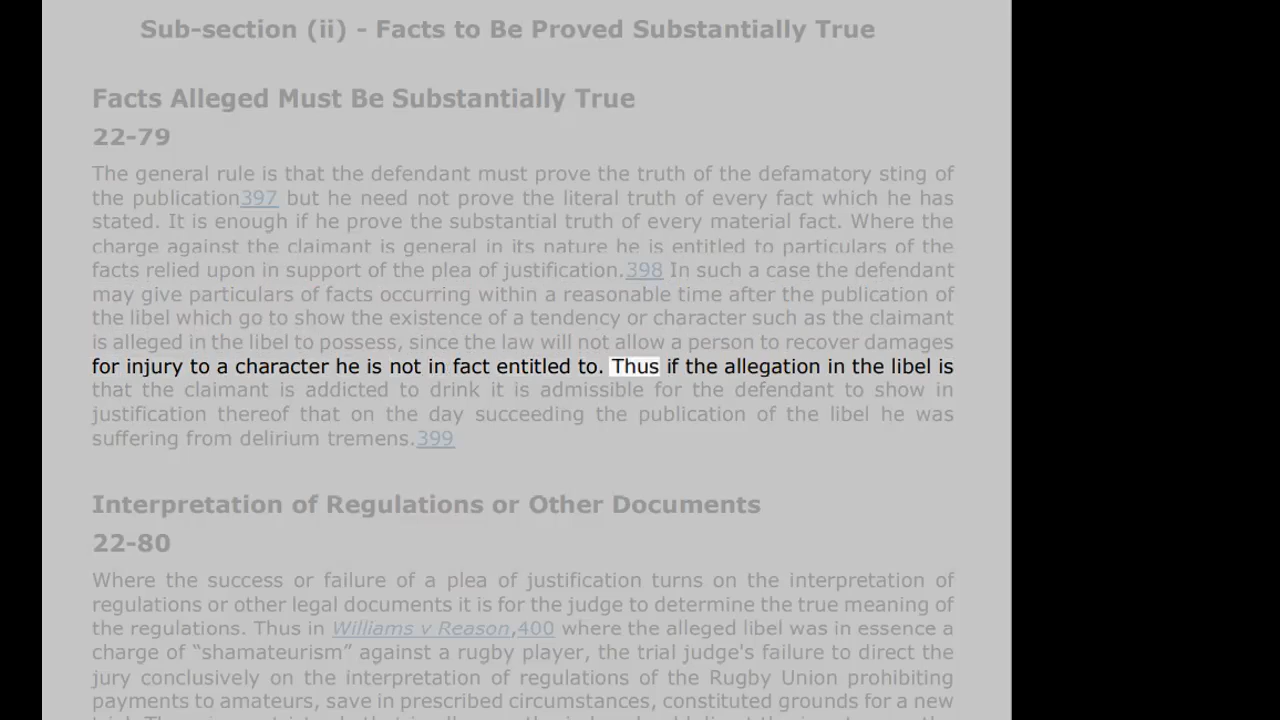 Sub-section (ii) - Facts to Be Proved Substantially True
Facts Alleged Must Be Substantially True
22-79
The general rule is that the defendant must prove the truth of the defamatory sting of
the publication397 but he need not prove the literal truth of every fact which he has
stated. It is enough if he prove the substantial truth of every material fact. Where the
charge against the claimant is general in its nature he is entitled to particulars of the
facts relied upon in support of the plea of justification.398 In such a case the defendant
may give particulars of facts occurring within a reasonable time after the publication of
the libel which go to show the existence of a tendency or character such as the claimant
is alleged in the libel to possess, since the law will not allow a person to recover damages
for injury to a character he is not in fact entitled to. Thus if the allegation in the libel is
that the claimant is addicted to drink it is admissible for the defendant to show in
justification thereof that on the day succeeding the publication of the libel he was
suffering from delirium tremens.399
Interpretation of Regulations or Other Documents
22-80
Where the success or failure of a plea of justification turns on the interpretation of
regulations or other legal documents it is for the judge to determine the true meaning of
the regulations. Thus in Williams v Reason,400 where the alleged libel was in essence a
charge of “shamateurism” against a rugby player, the trial judge's failure to direct the
jury conclusively on the interpretation of regulations of the Rugby Union prohibiting
payments to amateurs, save in prescribed circumstances, constituted grounds for a new